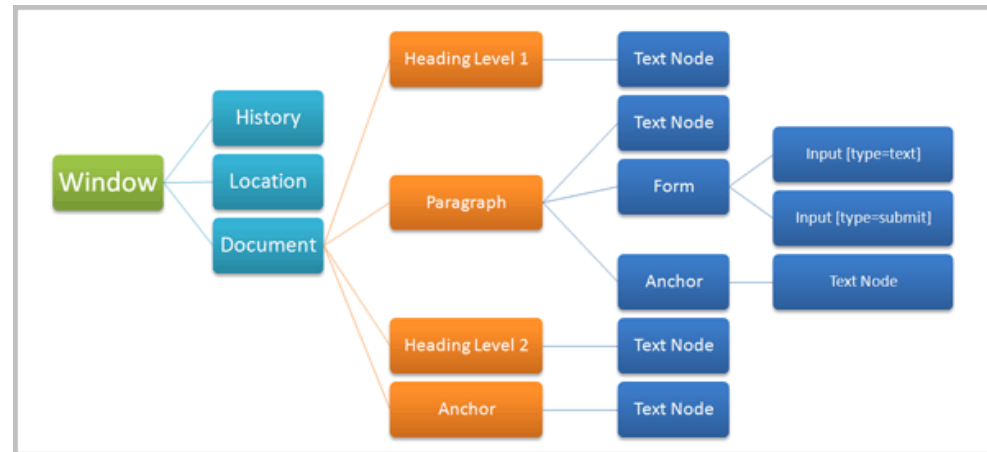 Window
History
Location
Document
Heading Level 1
Text Node
Paragraph
Text Node
Form
Input [type=text]
Input [type=submit]
Anchor
Text Node
Heading Level 2
Text Node
Anchor
Text Node